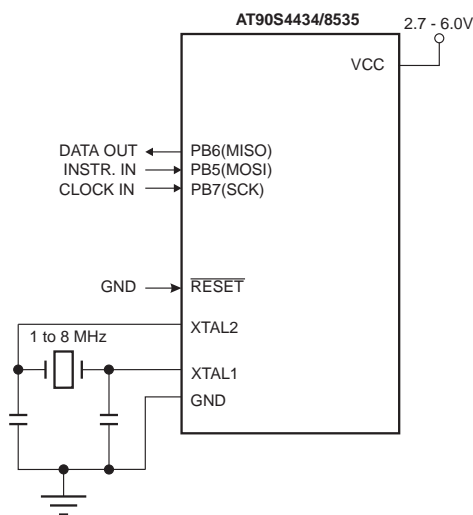 AT90S4434/8535
2.7 - 6.0V
VCC
DATA OUT
PB6(MISO)
INSTR. IN
PB5(MOSI)
CLOCK IN
PB7(SCK)
GND
RESET
XTAL2
1 to 8 MHz
XTAL1
GND